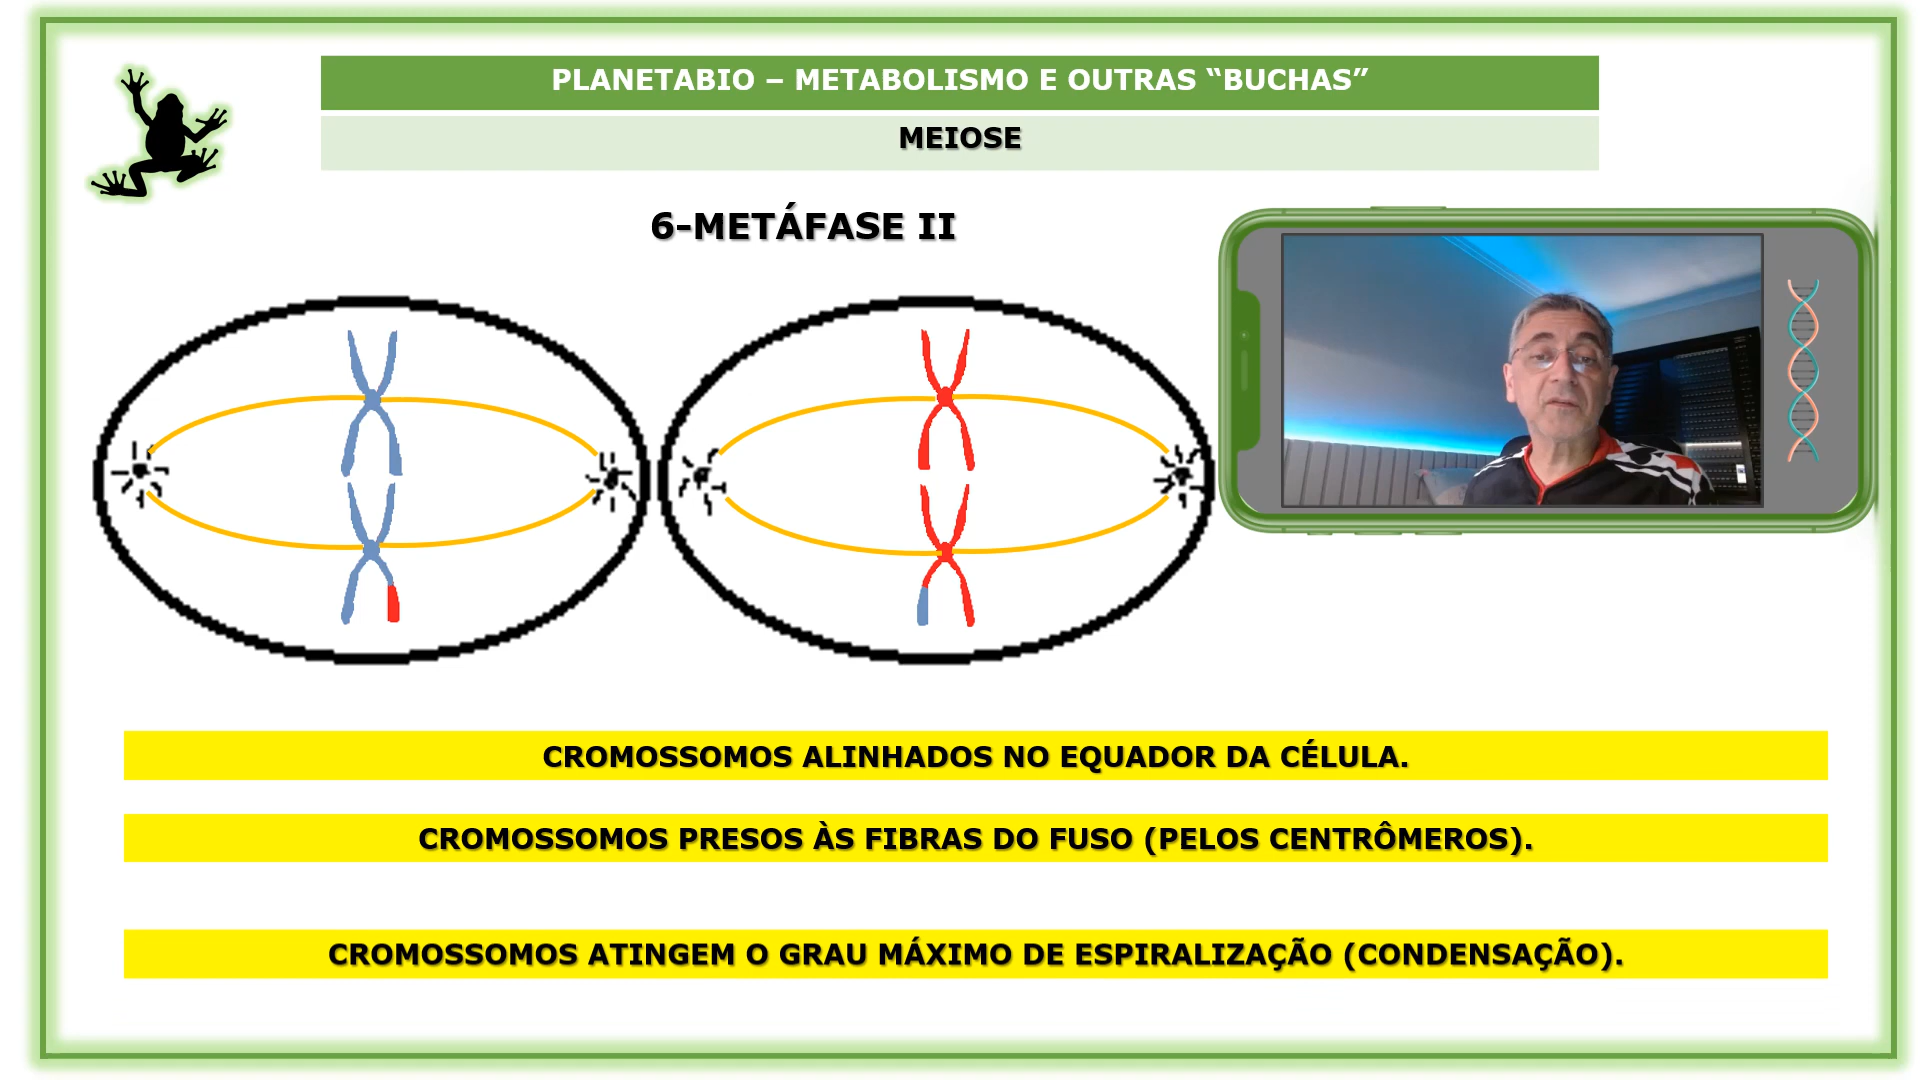 PLANETABIO – METABOLISMO E OUTRAS “BUCHAS”
MEIOSE
6-METÁFASE II
CROMOSSOMOS ALINHADOS NO EQUADOR DA CÉLULA.
CROMOSSOMOS PRESOS ÀS FIBRAS DO FUSO (PELOS CENTRÔMEROS).
CROMOSSOMOS ATINGEM O GRAU MÁXIMO DE ESPIRALIZAÇÃO (CONDENSAÇÃO).